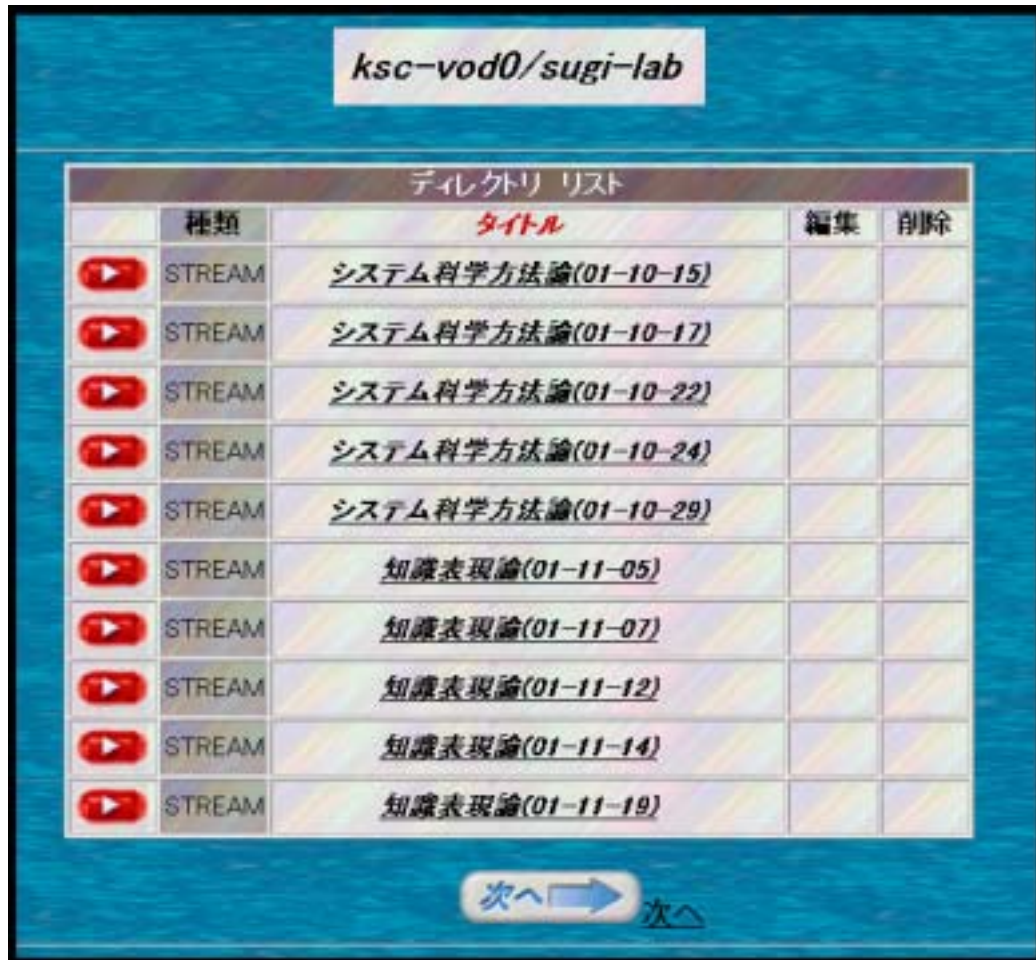 ksc-vod0/sugi-lab
ディレクトリ リスト
種類 タイトル 編集 削除
STREAM システム科学方法論(01-10-15)
STREAM システム科学方法論(01-10-17)
STREAM システム科学方法論(01-10-22)
STREAM システム科学方法論(01-10-24)
STREAM システム科学方法論(01-10-29)
STREAM 知識表現論(01-11-05)
STREAM 知識表現論(01-11-07)
STREAM 知識表現論(01-11-12)
STREAM 知識表現論(01-11-14)
STREAM 知識表現論(01-11-19)
次へ 次へ